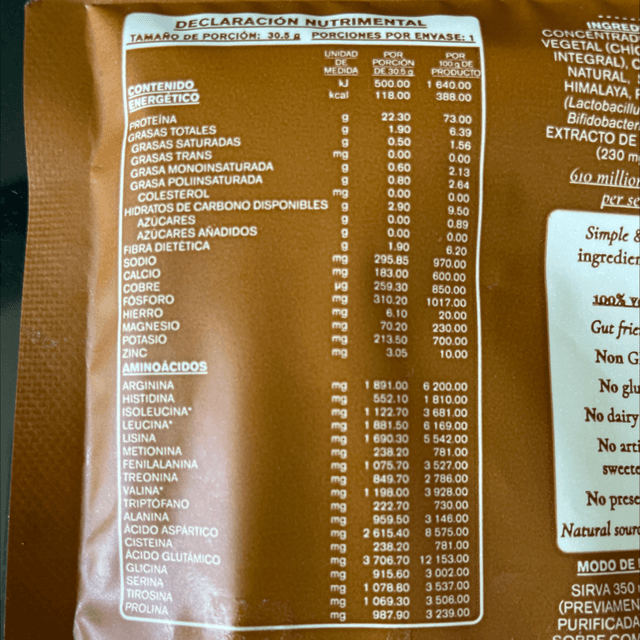 DECLARACIÓN NUTRIMENTAL
TAMAÑO DE PORCIÓN: 30.5 g PORCIONES POR ENVASE: 1
UNIDAD DE MEDIDA POR PORCIÓN DE 30.5 g POR 100 g DE PRODUCTO
CONTENIDO ENERGÉTICO kJ 500.00 1 640.00
kcal 118.00 388.00
PROTEÍNA g 22.30 73.00
GRASAS TOTALES g 1.90 6.39
GRASAS SATURADAS g 0.50 1.56
GRASAS TRANS mg 0.00 0.00
GRASA MONOINSATURADA g 0.60 2.13
GRASA POLIINSATURADA g 0.80 2.64
COLESTEROL mg 0.00 0.00
HIDRATOS DE CARBONO DISPONIBLES g 2.90 9.50
AZÚCARES g 0.00 0.89
AZÚCARES AÑADIDOS g 0.00 0.00
FIBRA DIETÉTICA g 1.90 6.20
SODIO mg 295.85 970.00
CALCIO mg 183.00 600.00
COBRE µg 259.30 850.00
FÓSFORO mg 310.20 1017.00
HIERRO mg 6.10 20.00
MAGNESIO mg 70.20 230.00
POTASIO mg 213.50 700.00
ZINC mg 3.05 10.00
AMINOÁCIDOS
ARGININA mg 1 891.00 6 200.00
HISTIDINA mg 552.10 1 810.00
ISOLEUCINA* mg 1 122.70 3 681.00
LEUCINA* mg 1 881.50 6 169.00
LISINA mg 1 690.30 5 542.00
METIONINA mg 238.20 781.00
FENILALANINA mg 1 075.70 3 527.00
TREONINA mg 849.70 2 786.00
VALINA* mg 1 198.00 3 928.00
TRIPTÓFANO mg 222.70 730.00
ALANINA mg 959.50 3 146.00
ÁCIDO ASPÁRTICO mg 2 615.40 8 575.00
CISTEINA mg 238.20 781.00
ÁCIDO GLUTÁMICO mg 3 706.70 12 153.00
GLICINA mg 915.60 3 002.00
SERINA mg 1 078.80 3 537.00
TIROSINA mg 1 069.30 3 506.00
PROLINA mg 987.90 3 239.00
INGRED
CONCENTRAD
VEGETAL (CHÍ
INTEGRAL), C
NATURAL,
HIMALAYA, P
(Lactobacillu
Bifidobacter
EXTRACTO DE
(230 m
610 million
per se
Simple &
ingredien
100%
Gut frie
Non G
No glu
No dairy
No arti
sweete
No prese
Natural sourc
MODO DE
SIRVA 350
(PREVIAMEN
PURIFICADA
SOBRE CO